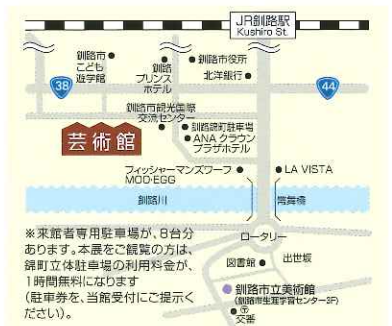 JR釧路駅
Kushiro St.
釧路市
こども
遊学館
釧路
プリンス
ホテル
釧路市役所
北洋銀行
38
44
釧路市観光国際
交流センター
釧路錦町駐車場
ANA クラウン
プラザホテル
芸術館
フィッシャーマンズワーフ
MOO・EGG
LA VISTA
釧路川
幣舞橋
ロータリー
※来館者専用駐車場が、8台分
あります。本展をご観覧の方は、
錦町立体駐車場の利用料金が、
1時間無料になります
(駐車券を、当館受付にご提示く
ださい)。
図書館
出世坂
釧路市立美術館
(釧路市生涯学習センター3F)
〒
交番